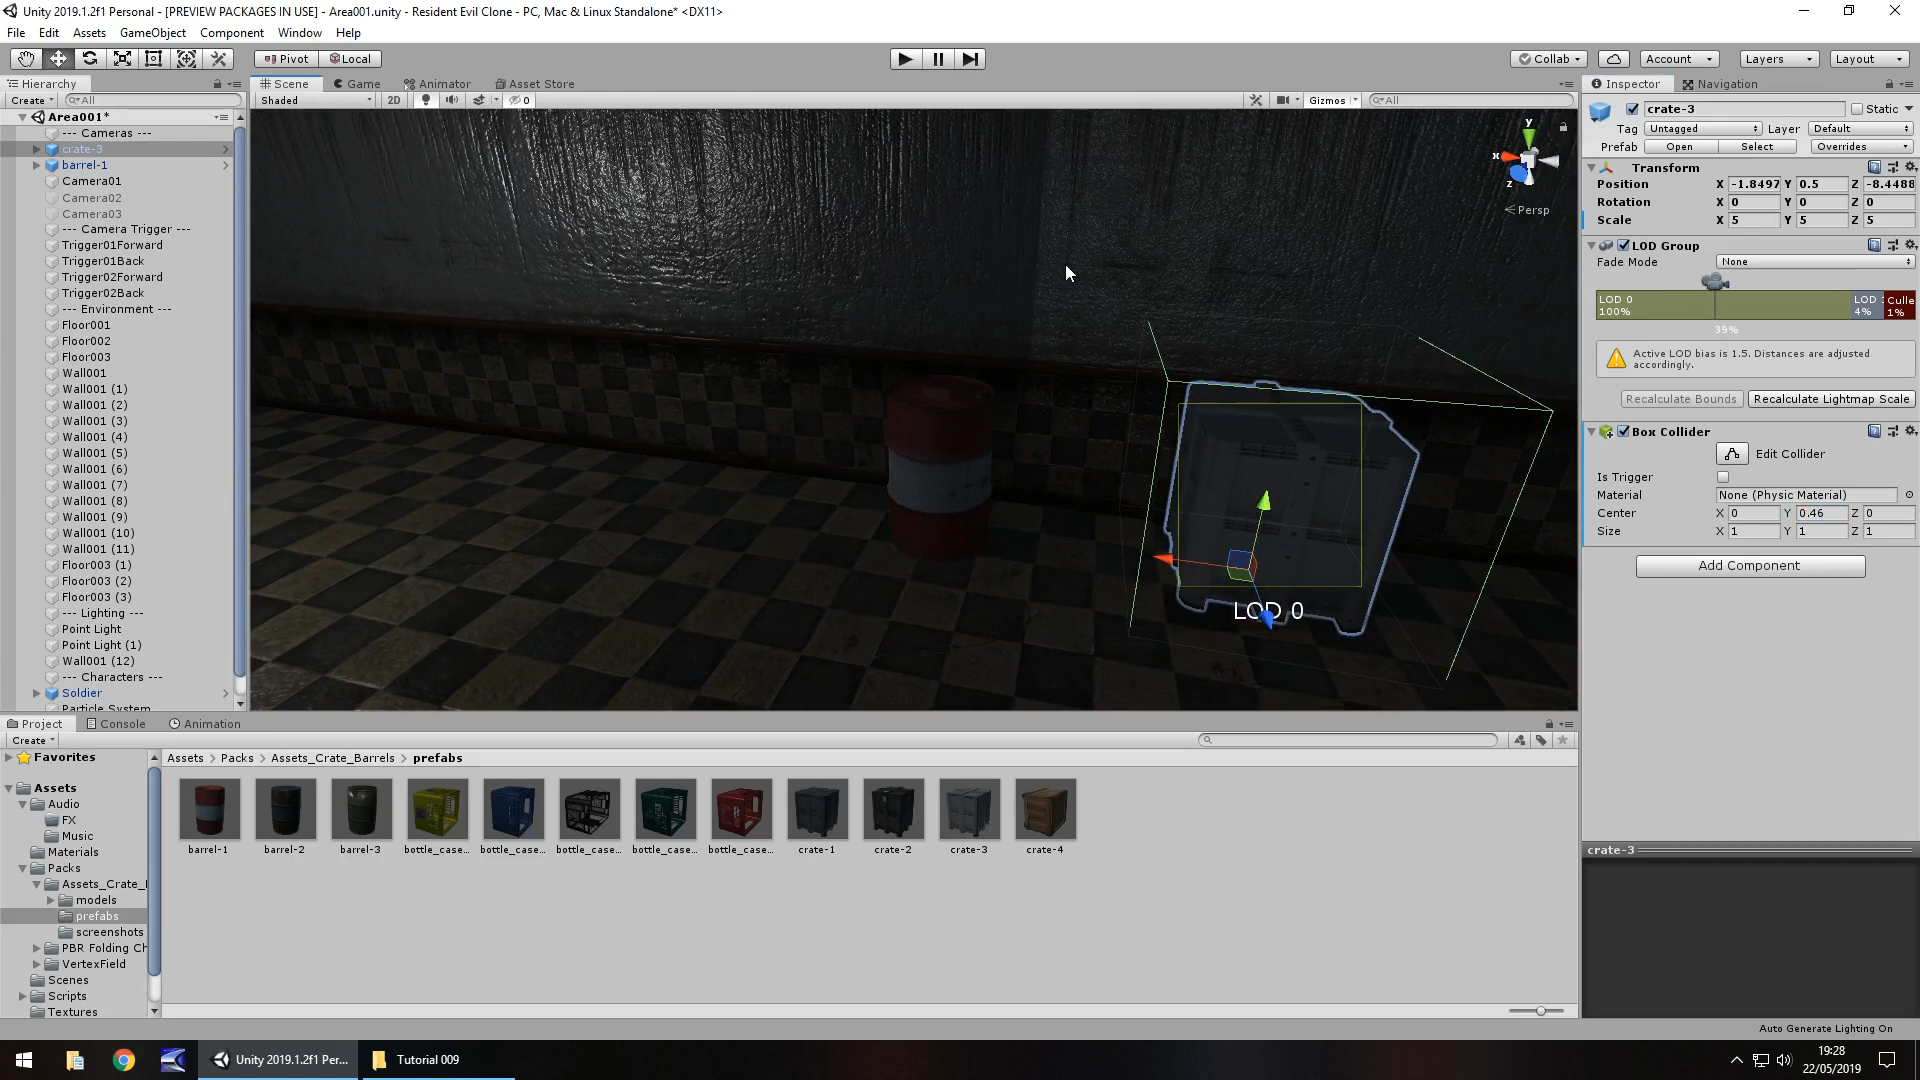 Unity 2019.1.2f1 Personal - [PREVIEW PACKAGES IN USE] - Area001.unity - Resident Evil Clone - PC, Mac & Linux Standalone* <DX11>
File Edit Assets GameObject Component Window Help
Pivot Local Collab Account Layers Layout
Hierarchy Scene Game Animator Asset Store Inspector Navigation
Create All Shaded 2D 0 Gizmos All
Area001*
--- Cameras ---
crate-3
barrel-1
Camera01
Camera02
Camera03
--- Camera Trigger ---
Trigger01Forward
Trigger01Back
Trigger02Forward
Trigger02Back
--- Environment ---
Floor001
Floor002
Floor003
Wall001
Wall001 (1)
Wall001 (2)
Wall001 (3)
Wall001 (4)
Wall001 (5)
Wall001 (6)
Wall001 (7)
Wall001 (8)
Wall001 (9)
Wall001 (10)
Wall001 (11)
Floor003 (1)
Floor003 (2)
Floor003 (3)
--- Lighting ---
Point Light
Point Light (1)
Wall001 (12)
--- Characters ---
Soldier
Particle System
y
x
z
Persp
LOD 0
crate-3 Static
Tag Untagged Layer Default
Prefab Open Select Overrides
Transform
Position X -1.8497 Y 0.5 Z -8.4488
Rotation X 0 Y 0 Z 0
Scale X 5 Y 5 Z 5
LOD Group
Fade Mode None
LOD 0 LOD Culle
100% 4% 1%
39%
Active LOD bias is 1.5. Distances are adjusted
accordingly.
Recalculate Bounds Recalculate Lightmap Scale
Box Collider
Edit Collider
Is Trigger
Material None (Physic Material)
Center X 0 Y 0.46 Z 0
Size X 1 Y 1 Z 1
Add Component
crate-3
Project Console Animation
Create
Favorites
Assets
Audio
FX
Music
Materials
Packs
Assets_Crate_
models
prefabs
screenshots
PBR Folding Ch
VertexField
Scenes
Scripts
Textures
Assets > Packs > Assets_Crate_Barrels > prefabs
barrel-1 barrel-2 barrel-3 bottle_case... bottle_case... bottle_case... bottle_case... bottle_case... crate-1 crate-2 crate-3 crate-4
Auto Generate Lighting On
Unity 2019.1.2f1 Per... Tutorial 009
19:28
22/05/2019